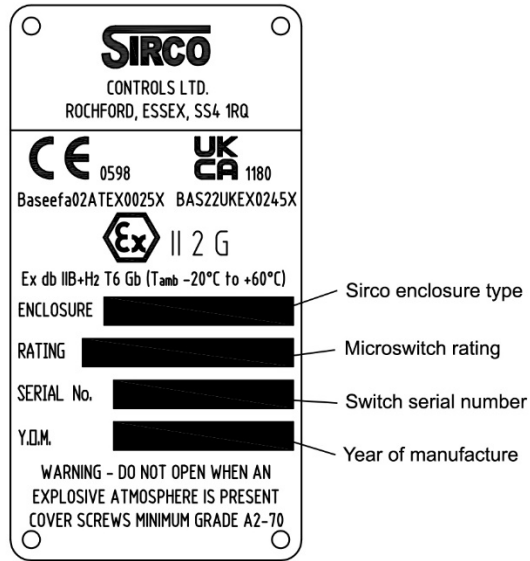 SIRCO
CONTROLS LTD.
ROCHFORD, ESSEX, SS4 1RQ
CE 0598 UKCA 1180
Baseefa02ATEX0025X BAS22UKEX0245X
Ex II 2 G
Ex db IIB+H2 T6 Gb (Tamb -20°C to +60°C)
ENCLOSURE Sirco enclosure type
RATING Microswitch rating
SERIAL No. Switch serial number
Y.O.M. Year of manufacture
WARNING - DO NOT OPEN WHEN AN
EXPLOSIVE ATMOSPHERE IS PRESENT
COVER SCREWS MINIMUM GRADE A2-70